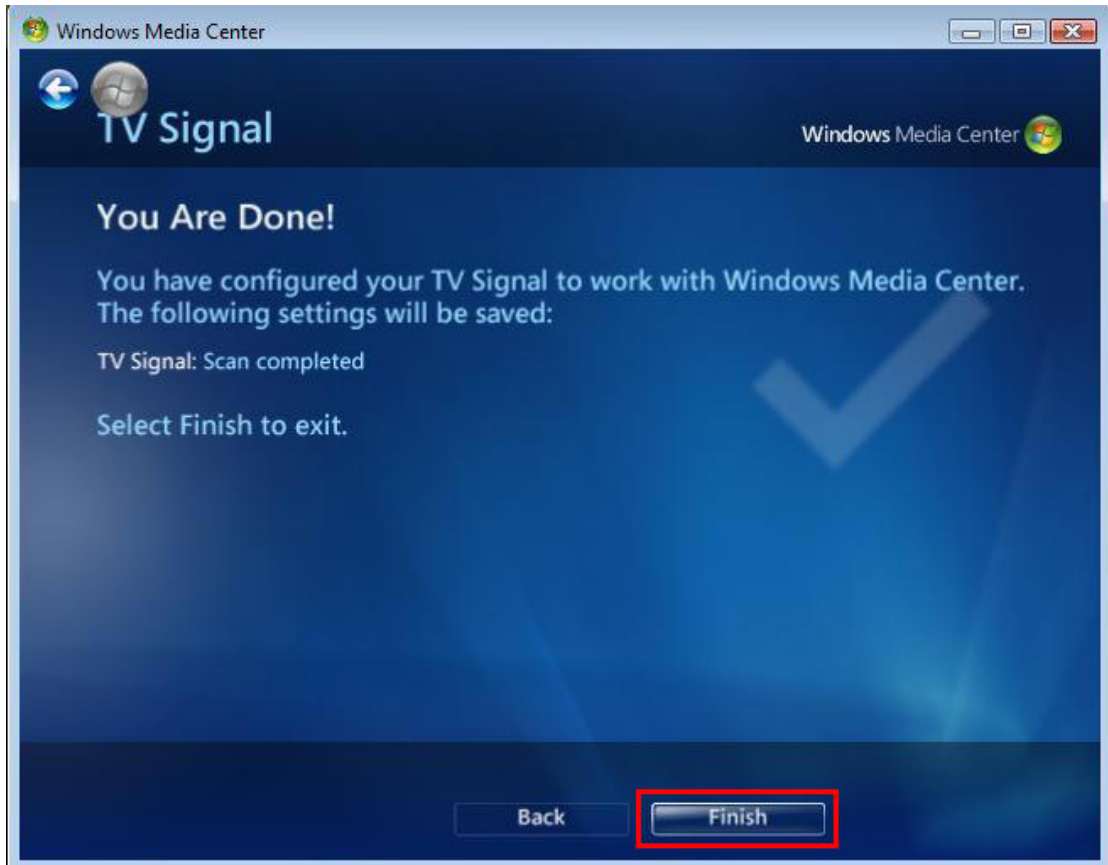 Windows Media Center
TV Signal
Windows Media Center
You Are Done!
You have configured your TV Signal to work with Windows Media Center.
The following settings will be saved:
TV Signal: Scan completed
Select Finish to exit.
Back
Finish